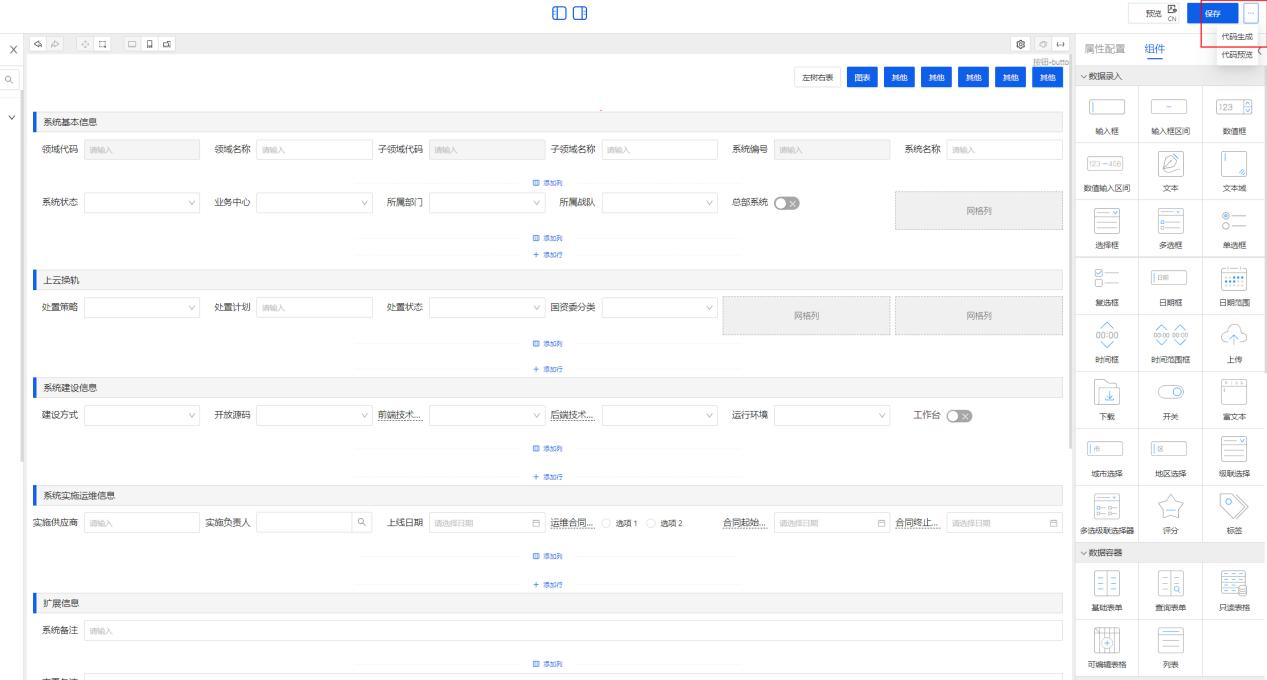 预览 CN 保存 ...
代码生成
代码预览
属性配置 组件
按钮-butto
左树右表 图表 其他 其他 其他 其他 其他
系统基本信息
领域代码 请输入 领域名称 请输入 子领域代码 请输入 子领域名称 请输入 系统编号 请输入 系统名称 请输入
添加列
系统状态 业务中心 所属部门 所属战队 总部系统 网格列
添加列
+ 添加行
上云换轨
处置策略 处置计划 请输入 处置状态 国资委分类 网格列 网格列
添加列
+ 添加行
系统建设信息
建设方式 开放源码 前端技术... 后端技术... 运行环境 工作台
添加列
+ 添加行
系统实施运维信息
实施供应商 请输入 实施负责人 上线日期 请选择日期 运维合同... 选项 1 选项 2 合同起始... 请选择日期 合同终止... 请选择日期
添加列
+ 添加行
扩展信息
系统备注 请输入
添加列
数据录入
输入框 输入框区间 数值框
数值输入区间 文本 文本域
选择框 多选框 单选框
复选框 日期框 日期范围
时间框 时间范围框 上传
下载 开关 富文本
城市选择 地区选择 级联选择
多选级联选择器 评分 标签
数据容器
基础表单 查询表单 只读表格
可编辑表格 列表